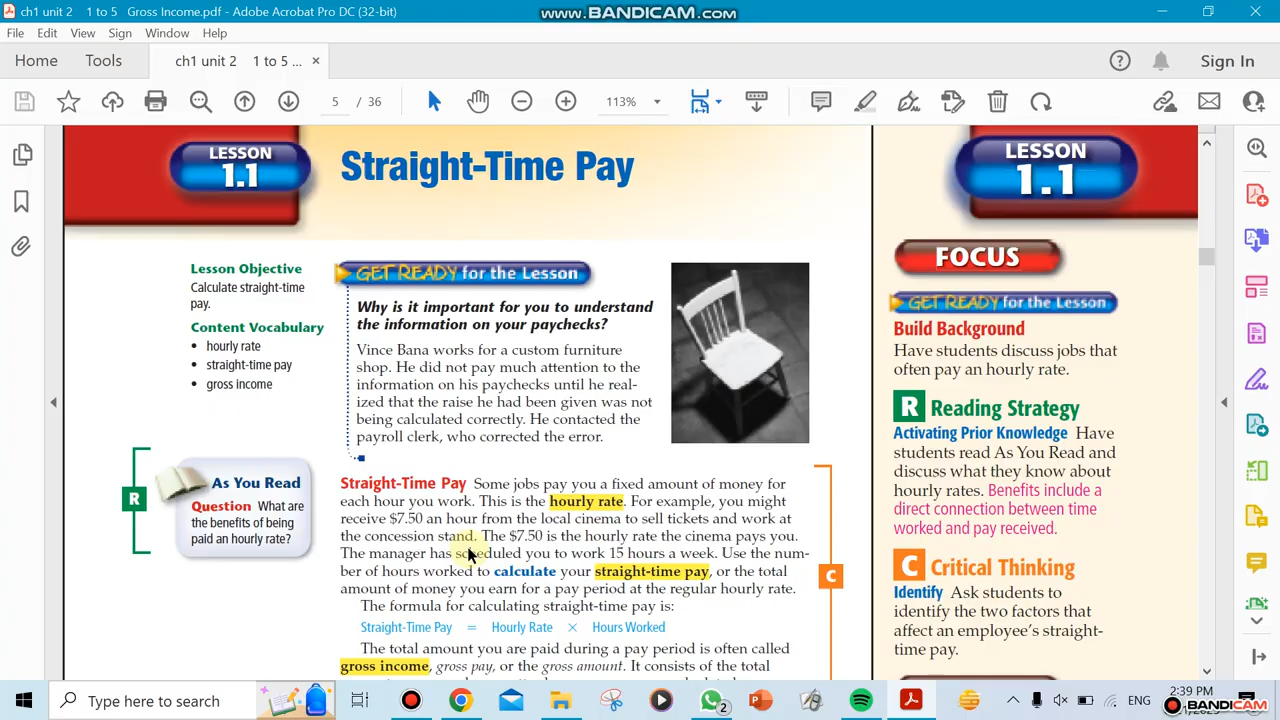 ch1 unit 2    1 to 5   Gross Income.pdf - Adobe Acrobat Pro DC (32-bit)
www.BANDICAM.com
File Edit View Sign Window Help
Home Tools ch1 unit 2    1 to 5 ... × Sign In
5 / 36 113%
LESSON
1.1
Straight-Time Pay
Lesson Objective
Calculate straight-time
pay.
Content Vocabulary
• hourly rate
• straight-time pay
• gross income
GET READY for the Lesson
Why is it important for you to understand
the information on your paychecks?
Vince Bana works for a custom furniture
shop. He did not pay much attention to the
information on his paychecks until he real-
ized that the raise he had been given was not
being calculated correctly. He contacted the
payroll clerk, who corrected the error.
R
As You Read
Question What are
the benefits of being
paid an hourly rate?
Straight-Time Pay Some jobs pay you a fixed amount of money for
each hour you work. This is the hourly rate. For example, you might
receive $7.50 an hour from the local cinema to sell tickets and work at
the concession stand. The $7.50 is the hourly rate the cinema pays you.
The manager has scheduled you to work 15 hours a week. Use the num-
ber of hours worked to calculate your straight-time pay, or the total
amount of money you earn for a pay period at the regular hourly rate.
The formula for calculating straight-time pay is:
Straight-Time Pay = Hourly Rate × Hours Worked
The total amount you are paid during a pay period is often called
gross income, gross pay, or the gross amount. It consists of the total
C
LESSON
1.1
FOCUS
GET READY for the Lesson
Build Background
Have students discuss jobs that
often pay an hourly rate.
R Reading Strategy
Activating Prior Knowledge Have
students read As You Read and
discuss what they know about
hourly rates. Benefits include a
direct connection between time
worked and pay received.
C Critical Thinking
Identify Ask students to
identify the two factors that
affect an employee's straight-
time pay.
Type here to search
2
ENG
2:39 PM
BANDICAM